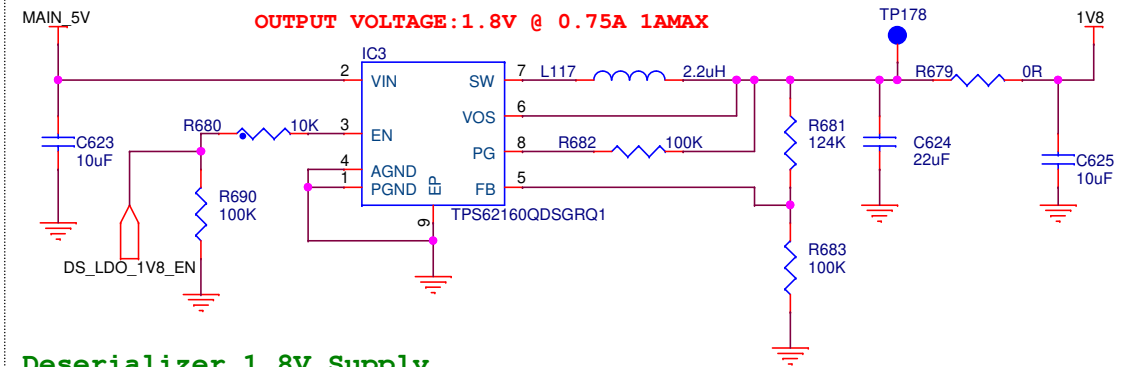 MAIN_5V
OUTPUT VOLTAGE:1.8V @ 0.75A 1AMAX
TP178
1V8
IC3
2 VIN
SW 7 L117 2.2uH
R679 0R
VOS 6
R680 10K 3 EN
C623
10uF
PG 8 R682 100K
R681
124K
C624
22uF
C625
10uF
4 AGND
1 PGND
EP
FB 5
9
TPS62160QDSGRQ1
R690
100K
DS_LDO_1V8_EN
R683
100K
Deserializer 1.8V Supply